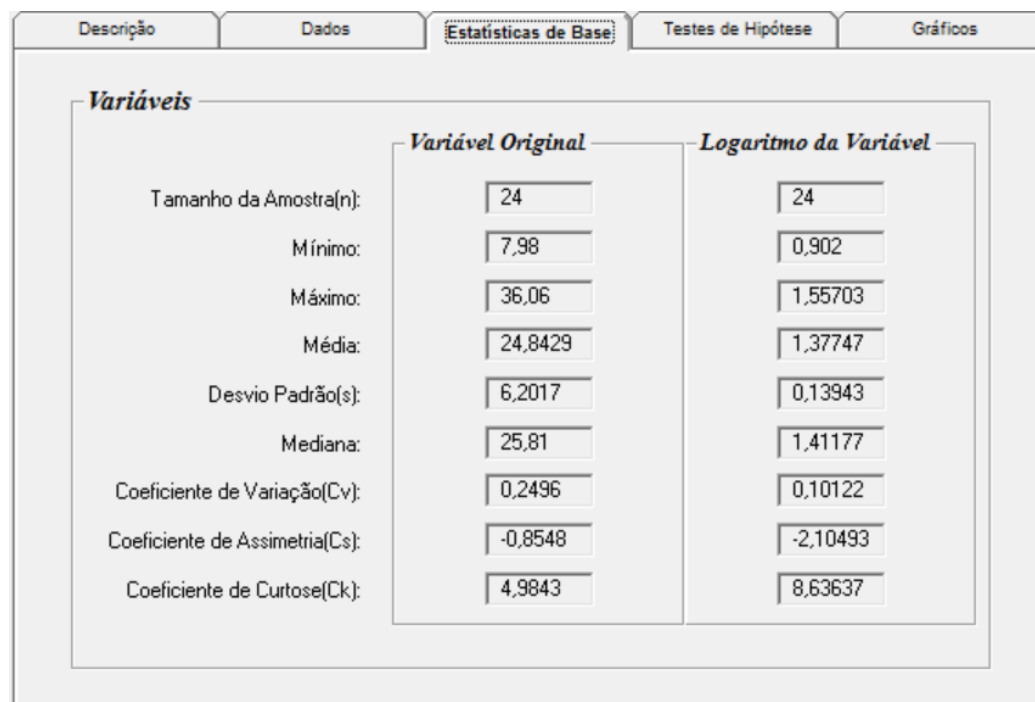 Descrição Dados Estatísticas de Base Testes de Hipótese Gráficos
Variáveis
Variável Original Logaritmo da Variável
Tamanho da Amostra(n): 24 24
Mínimo: 7,98 0,902
Máximo: 36,06 1,55703
Média: 24,8429 1,37747
Desvio Padrão(s): 6,2017 0,13943
Mediana: 25,81 1,41177
Coeficiente de Variação(Cv): 0,2496 0,10122
Coeficiente de Assimetria(Cs): -0,8548 -2,10493
Coeficiente de Curtose(Ck): 4,9843 8,63637